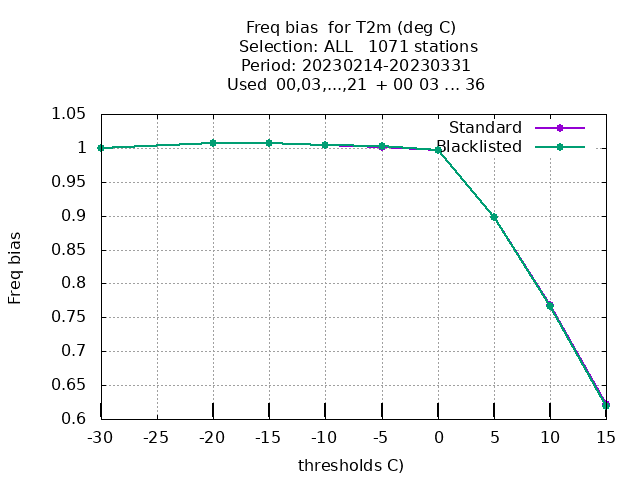 Freq bias  for T2m (deg C)
Selection: ALL   1071 stations
Period: 20230214-20230331
Used  00,03,...,21  + 00 03 ... 36
Standard
Blacklisted
1.05
1
0.95
0.9
0.85
0.8
0.75
0.7
0.65
0.6
Freq bias
-30 -25 -20 -15 -10 -5 0 5 10 15
thresholds C)